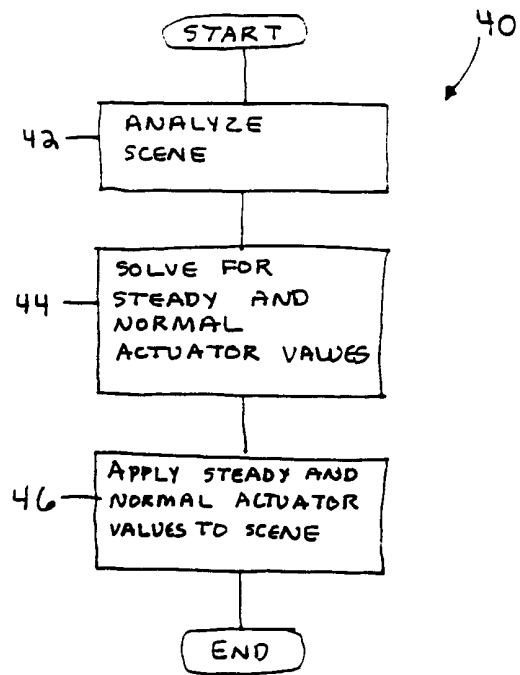 START
40
42
ANALYZE
SCENE
44
SOLVE FOR
STEADY AND
NORMAL
ACTUATOR VALUES
46
APPLY STEADY AND
NORMAL ACTUATOR
VALUES TO SCENE
END